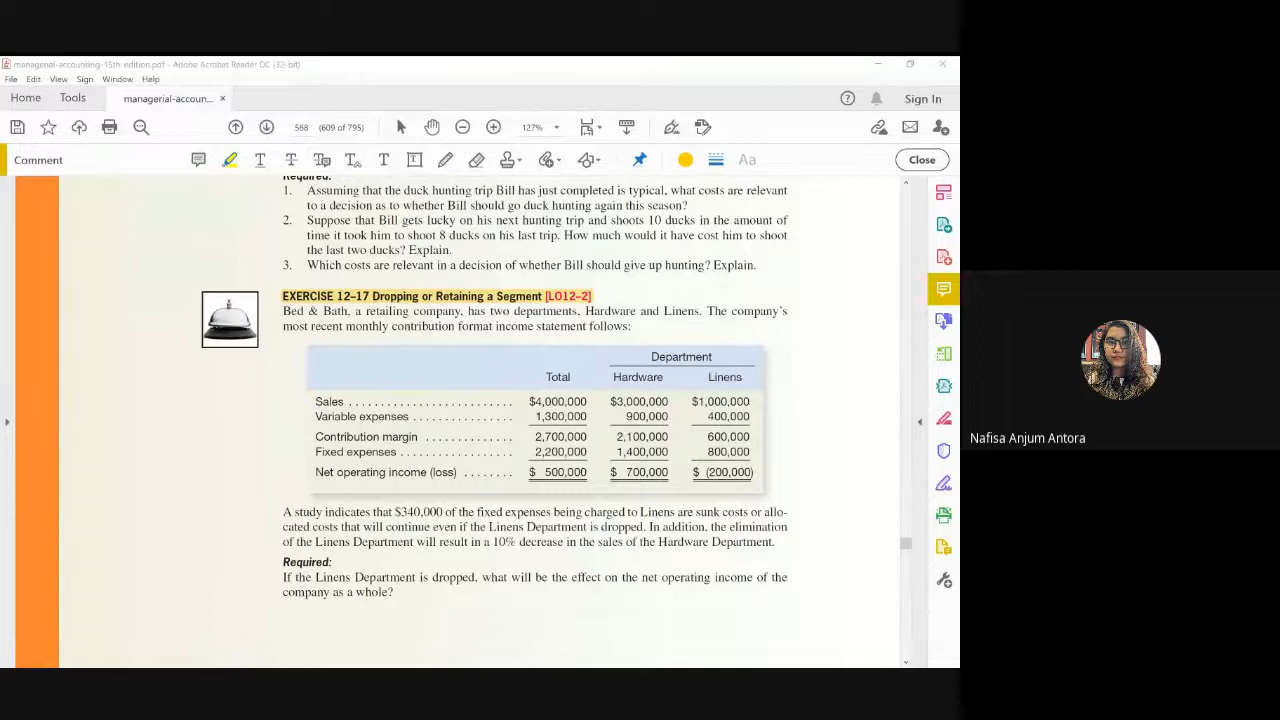 managerial-accounting-15th-edition.pdf - Adobe Acrobat Reader DC (32-bit)
File Edit View Sign Window Help
Home Tools managerial-accoun... × Sign In
568 (609 of 795) 127%
Comment Aa Close
Required:
1. Assuming that the duck hunting trip Bill has just completed is typical, what costs are relevant
to a decision as to whether Bill should go duck hunting again this season?
2. Suppose that Bill gets lucky on his next hunting trip and shoots 10 ducks in the amount of
time it took him to shoot 8 ducks on his last trip. How much would it have cost him to shoot
the last two ducks? Explain.
3. Which costs are relevant in a decision of whether Bill should give up hunting? Explain.
EXERCISE 12–17 Dropping or Retaining a Segment [LO12–2]
Bed & Bath, a retailing company, has two departments, Hardware and Linens. The company's
most recent monthly contribution format income statement follows:
Department
Total Hardware Linens
Sales . . . . . . . . . . . . . . . . . . . . . . . . . $4,000,000 $3,000,000 $1,000,000
Variable expenses . . . . . . . . . . . . . . . 1,300,000 900,000 400,000
Contribution margin . . . . . . . . . . . . . 2,700,000 2,100,000 600,000
Fixed expenses . . . . . . . . . . . . . . . . . 2,200,000 1,400,000 800,000
Net operating income (loss) . . . . . . . . $ 500,000 $ 700,000 $ (200,000)
A study indicates that $340,000 of the fixed expenses being charged to Linens are sunk costs or allo-
cated costs that will continue even if the Linens Department is dropped. In addition, the elimination
of the Linens Department will result in a 10% decrease in the sales of the Hardware Department.
Required:
If the Linens Department is dropped, what will be the effect on the net operating income of the
company as a whole?
Nafisa Anjum Antora